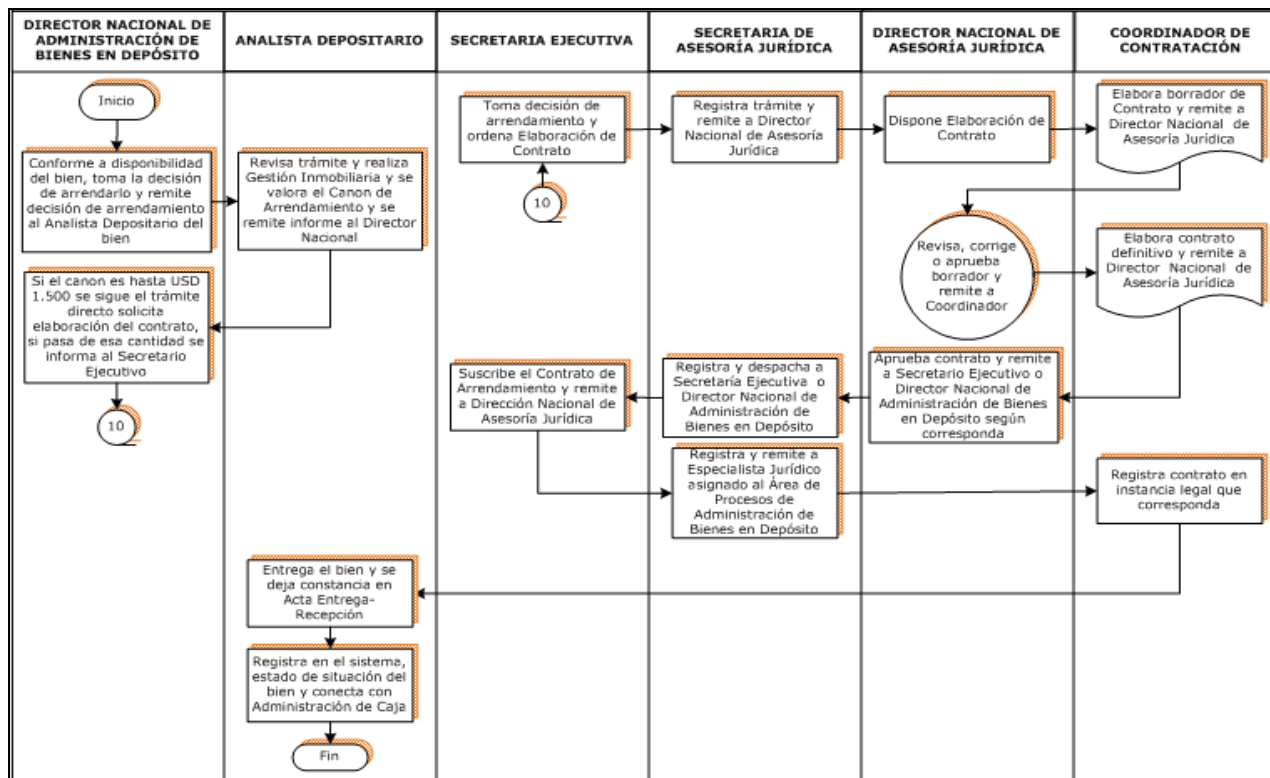 DIRECTOR NACIONAL DE
ADMINISTRACIÓN DE
BIENES EN DEPÓSITO
ANALISTA DEPOSITARIO
SECRETARIA EJECUTIVA
SECRETARIA DE
ASESORÍA JURÍDICA
DIRECTOR NACIONAL DE
ASESORÍA JURÍDICA
COORDINADOR DE
CONTRATACIÓN
Inicio
Conforme a disponibilidad
del bien, toma la decisión
de arrendarlo y remite
decisión de arrendamiento
al Analista Depositario del
bien
Revisa trámite y realiza
Gestión Inmobiliaria y se
valora el Canon de
Arrendamiento y se
remite informe al Director
Nacional
Si el canon es hasta USD
1.500 se sigue el trámite
directo solicita
elaboración del contrato,
si pasa de esa cantidad se
informa al Secretario
Ejecutivo
10
Toma decisión de
arrendamiento y
ordena Elaboración de
Contrato
10
Registra trámite y
remite a Director
Nacional de Asesoría
Jurídica
Dispone Elaboración de
Contrato
Elabora borrador de
Contrato y remite a
Director Nacional de
Asesoría Jurídica
Revisa, corrige
o aprueba
borrador y
remite a
Coordinador
Elabora contrato
definitivo y remite a
Director Nacional de
Asesoría Jurídica
Aprueba contrato y remite
a Secretario Ejecutivo o
Director Nacional de
Administración de Bienes
en Depósito según
corresponda
Registra y despacha a
Secretaría Ejecutiva o
Director Nacional de
Administración de
Bienes en Depósito
Suscribe el Contrato de
Arrendamiento y remite
a Dirección Nacional de
Asesoría Jurídica
Registra y remite a
Especialista Jurídico
asignado al Área de
Procesos de
Administración de
Bienes en Depósito
Registra contrato en
instancia legal que
corresponda
Entrega el bien y se
deja constancia en
Acta Entrega-
Recepción
Registra en el sistema,
estado de situación del
bien y conecta con
Administración de Caja
Fin